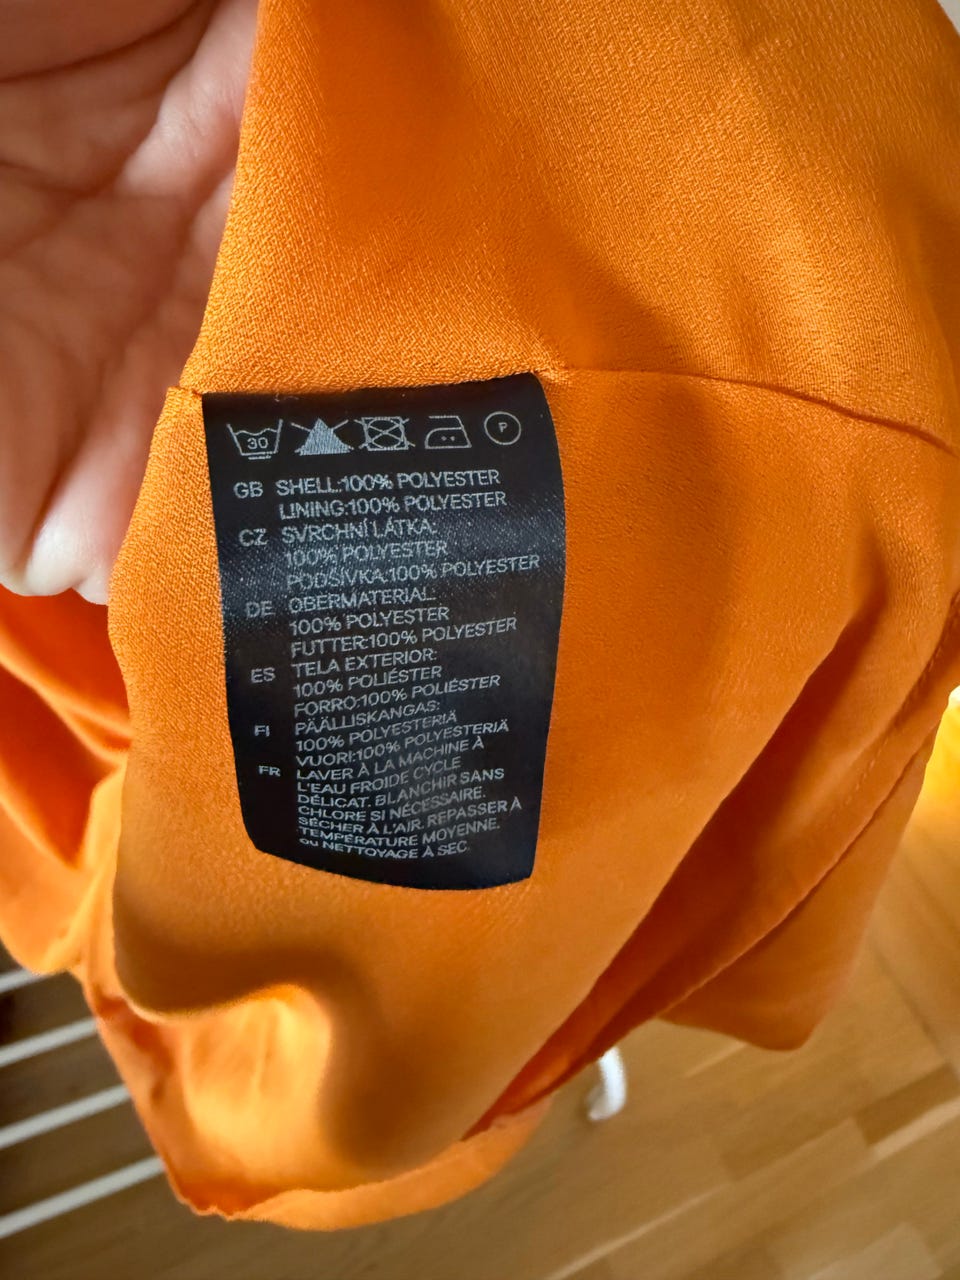 30 P
GB SHELL:100% POLYESTER
LINING:100% POLYESTER
CZ SVRCHNÍ LÁTKA:
100% POLYESTER
PODŠÍVKA:100% POLYESTER
DE OBERMATERIAL:
100% POLYESTER
FUTTER:100% POLYESTER
ES TELA EXTERIOR:
100% POLIÉSTER
FORRO:100% POLIÉSTER
FI PÄÄLLISKANGAS:
100% POLYESTERIÄ
VUORI:100% POLYESTERIÄ
FR LAVER À LA MACHINE À
L'EAU FROIDE CYCLE
DÉLICAT. BLANCHIR SANS
CHLORE SI NÉCESSAIRE.
SÉCHER À L'AIR. REPASSER À
TEMPÉRATURE MOYENNE.
ou NETTOYAGE À SEC.